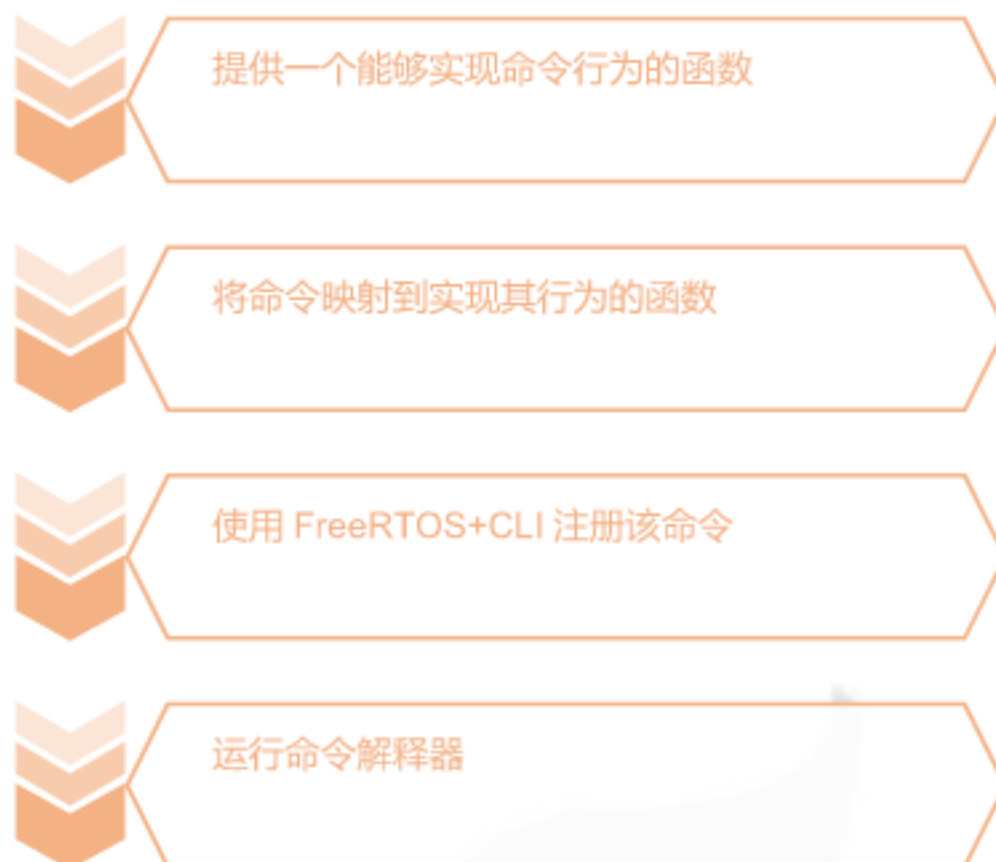 提供一个能够实现命令行为的函数
将命令映射到实现其行为的函数
使用 FreeRTOS+CLI 注册该命令
运行命令解释器